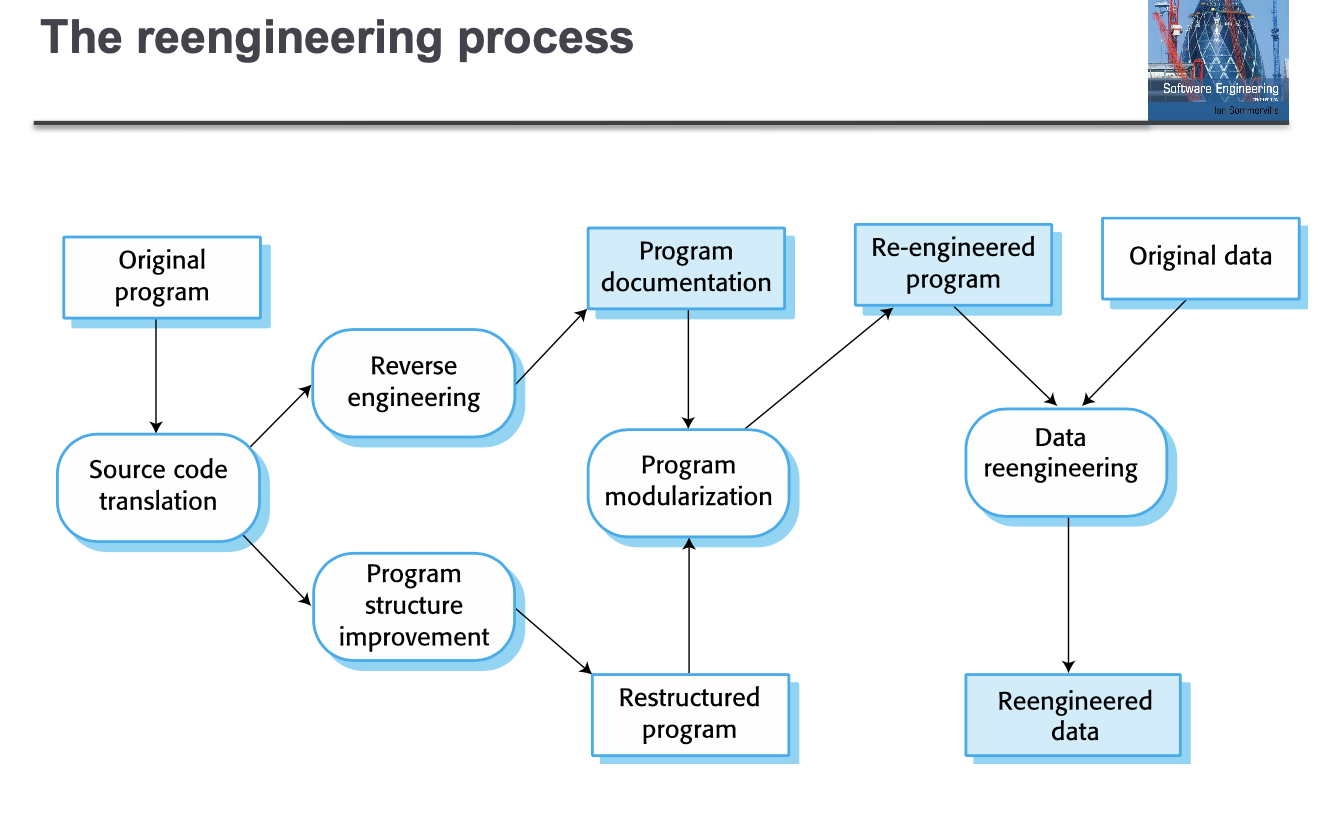 The reengineering process
Software Engineering
Ian Sommerville
Original
program
Program
documentation
Re-engineered
program
Original data
Reverse
engineering
Source code
translation
Program
modularization
Data
reengineering
Program
structure
improvement
Restructured
program
Reengineered
data